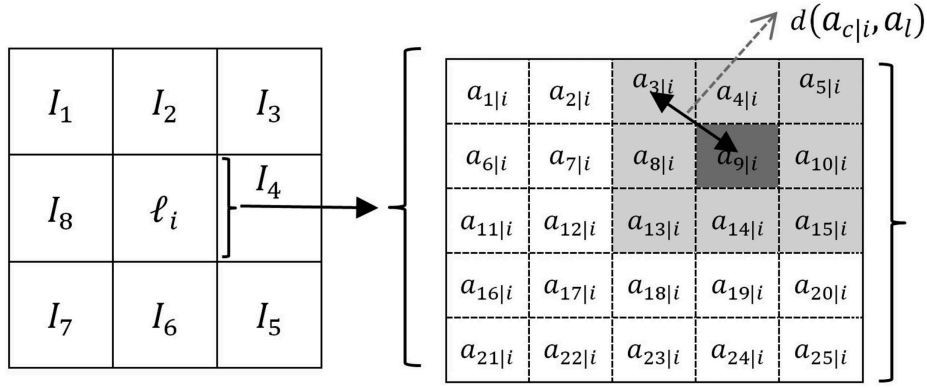 d(a_{c|i}, a_l)
I_1 I_2 I_3
I_8 ℓ_i I_4
I_7 I_6 I_5
a_{1|i} a_{2|i} a_{3|i} a_{4|i} a_{5|i}
a_{6|i} a_{7|i} a_{8|i} a_{9|i} a_{10|i}
a_{11|i} a_{12|i} a_{13|i} a_{14|i} a_{15|i}
a_{16|i} a_{17|i} a_{18|i} a_{19|i} a_{20|i}
a_{21|i} a_{22|i} a_{23|i} a_{24|i} a_{25|i}